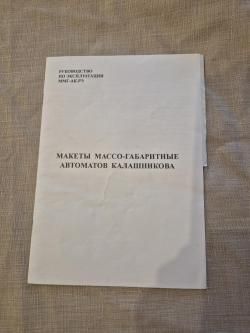 РУКОВОДСТВО
ПО ЭКСПЛУАТАЦИИ
ММГ-АК.РЭ
МАКЕТЫ МАССО-ГАБАРИТНЫЕ
АВТОМАТОВ КАЛАШНИКОВА